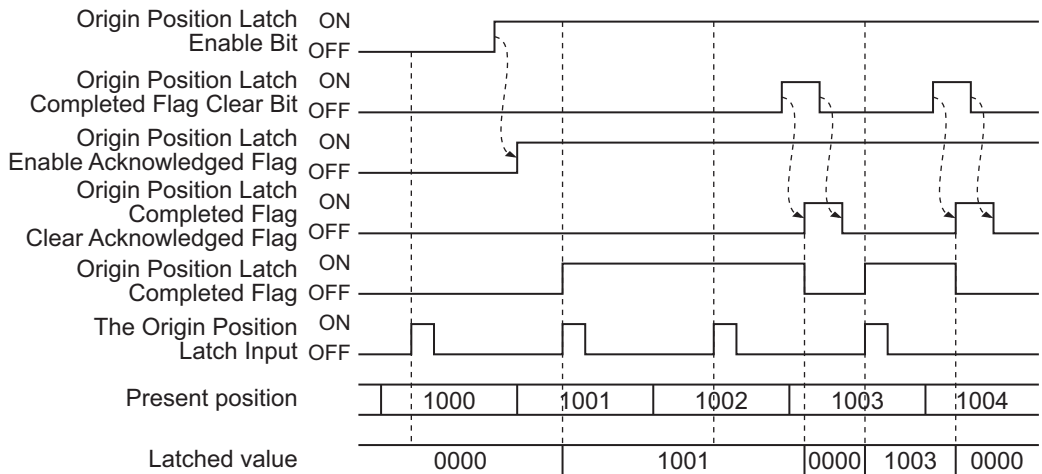 Origin Position Latch ON
Enable Bit OFF
Origin Position Latch ON
Completed Flag Clear Bit OFF
Origin Position Latch ON
Enable Acknowledged Flag OFF
Origin Position Latch ON
Completed Flag
Clear Acknowledged Flag OFF
Origin Position Latch ON
Completed Flag OFF
The Origin Position ON
Latch Input OFF
Present position 1000 1001 1002 1003 1004
Latched value 0000 1001 0000 1003 0000